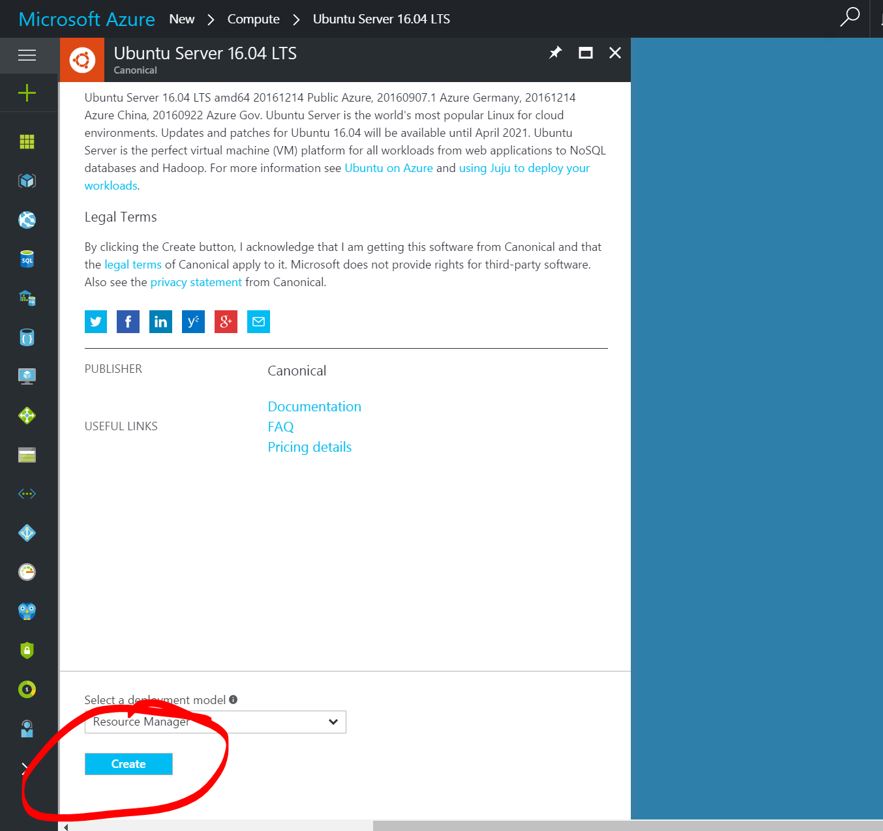 Microsoft Azure New > Compute > Ubuntu Server 16.04 LTS
Ubuntu Server 16.04 LTS
Canonical
Ubuntu Server 16.04 LTS amd64 20161214 Public Azure, 20160907.1 Azure Germany, 20161214
Azure China, 20160922 Azure Gov. Ubuntu Server is the world's most popular Linux for cloud
environments. Updates and patches for Ubuntu 16.04 will be available until April 2021. Ubuntu
Server is the perfect virtual machine (VM) platform for all workloads from web applications to NoSQL
databases and Hadoop. For more information see Ubuntu on Azure and using Juju to deploy your
workloads.
Legal Terms
By clicking the Create button, I acknowledge that I am getting this software from Canonical and that
the legal terms of Canonical apply to it. Microsoft does not provide rights for third-party software.
Also see the privacy statement from Canonical.
PUBLISHER Canonical
Documentation
USEFUL LINKS FAQ
Pricing details
Select a deployment model
Resource Manager
Create